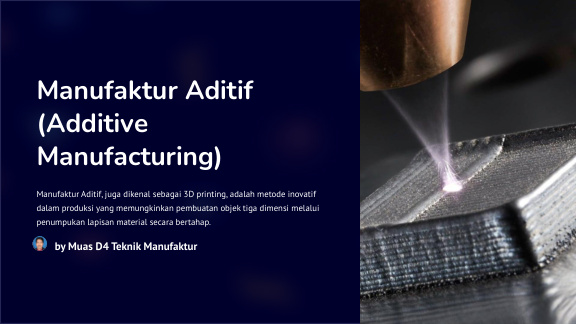 Manufaktur Aditif
(Additive
Manufacturing)
Manufaktur Aditif, juga dikenal sebagai 3D printing, adalah metode inovatif
dalam produksi yang memungkinkan pembuatan objek tiga dimensi melalui
penumpukan lapisan material secara bertahap.
by Muas D4 Teknik Manufaktur